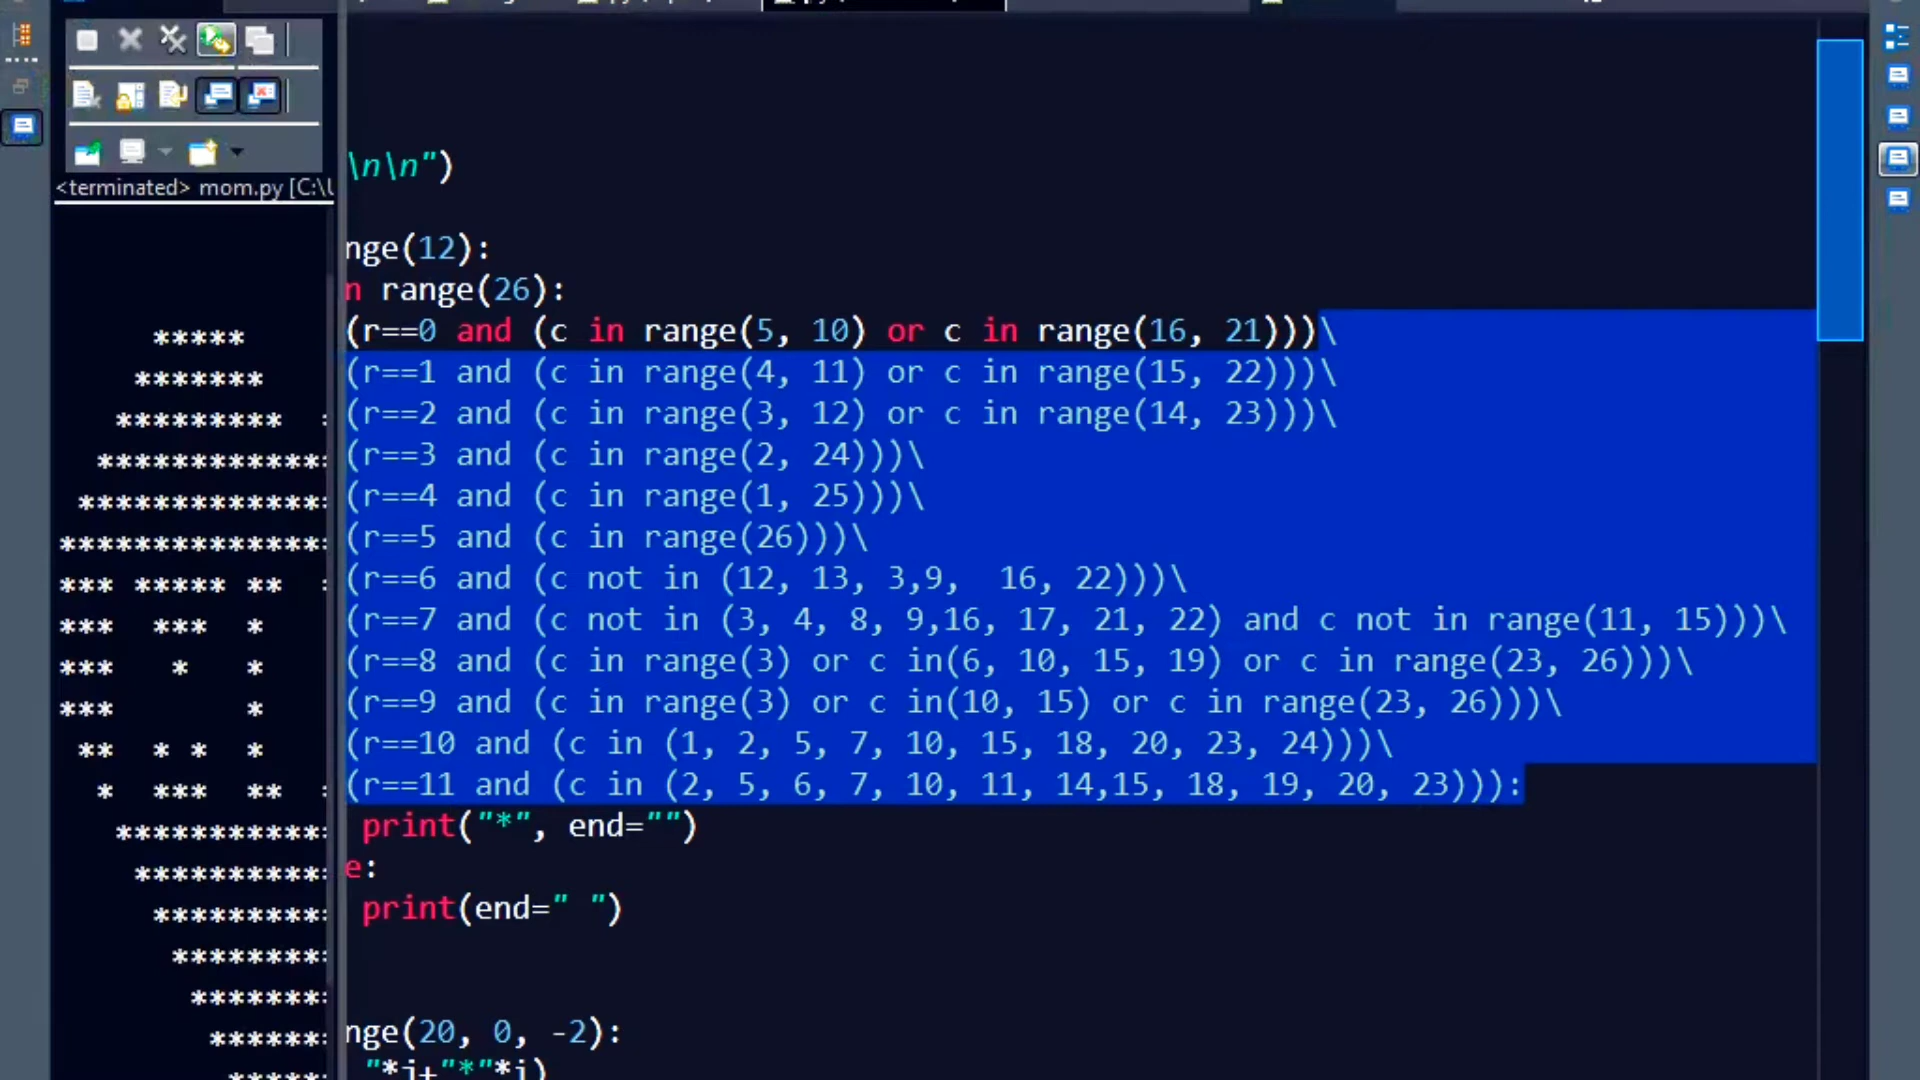 <terminated> mom.py [C:\U
*****
*******
*********
*************
**************
***************
*** ***** **
*** *** *
*** * *
*** *
** * * *
* *** **
************
***********
**********
*********
********
*******
******
\n\n")
nge(12):
n range(26):
(r==0 and (c in range(5, 10) or c in range(16, 21)))\
(r==1 and (c in range(4, 11) or c in range(15, 22)))\
(r==2 and (c in range(3, 12) or c in range(14, 23)))\
(r==3 and (c in range(2, 24)))\
(r==4 and (c in range(1, 25)))\
(r==5 and (c in range(26)))\
(r==6 and (c not in (12, 13, 3,9,  16, 22)))\
(r==7 and (c not in (3, 4, 8, 9,16, 17, 21, 22) and c not in range(11, 15)))\
(r==8 and (c in range(3) or c in(6, 10, 15, 19) or c in range(23, 26)))\
(r==9 and (c in range(3) or c in(10, 15) or c in range(23, 26)))\
(r==10 and (c in (1, 2, 5, 7, 10, 15, 18, 20, 23, 24)))\
(r==11 and (c in (2, 5, 6, 7, 10, 11, 14,15, 18, 19, 20, 23))):
print("*", end="")
e:
print(end=" ")
nge(20, 0, -2):
"*i+"*"*i)